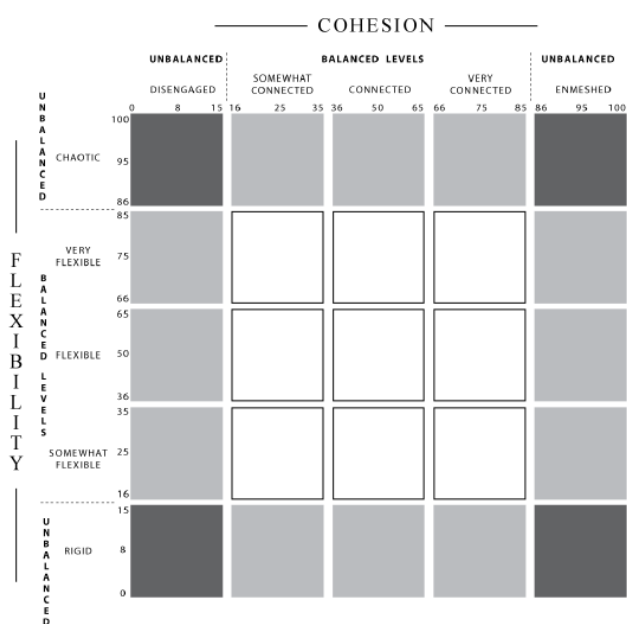 COHESION
UNBALANCED BALANCED LEVELS UNBALANCED
DISENGAGED SOMEWHAT CONNECTED CONNECTED VERY CONNECTED ENMESHED
0 8 15 16 25 35 36 50 65 66 75 85 86 95 100
FLEXIBILITY
UNBALANCED
CHAOTIC
100
95
86
BALANCED LEVELS
VERY
FLEXIBLE
85
75
66
FLEXIBLE
65
50
36
SOMEWHAT
FLEXIBLE
35
25
16
UNBALANCED
RIGID
15
8
0